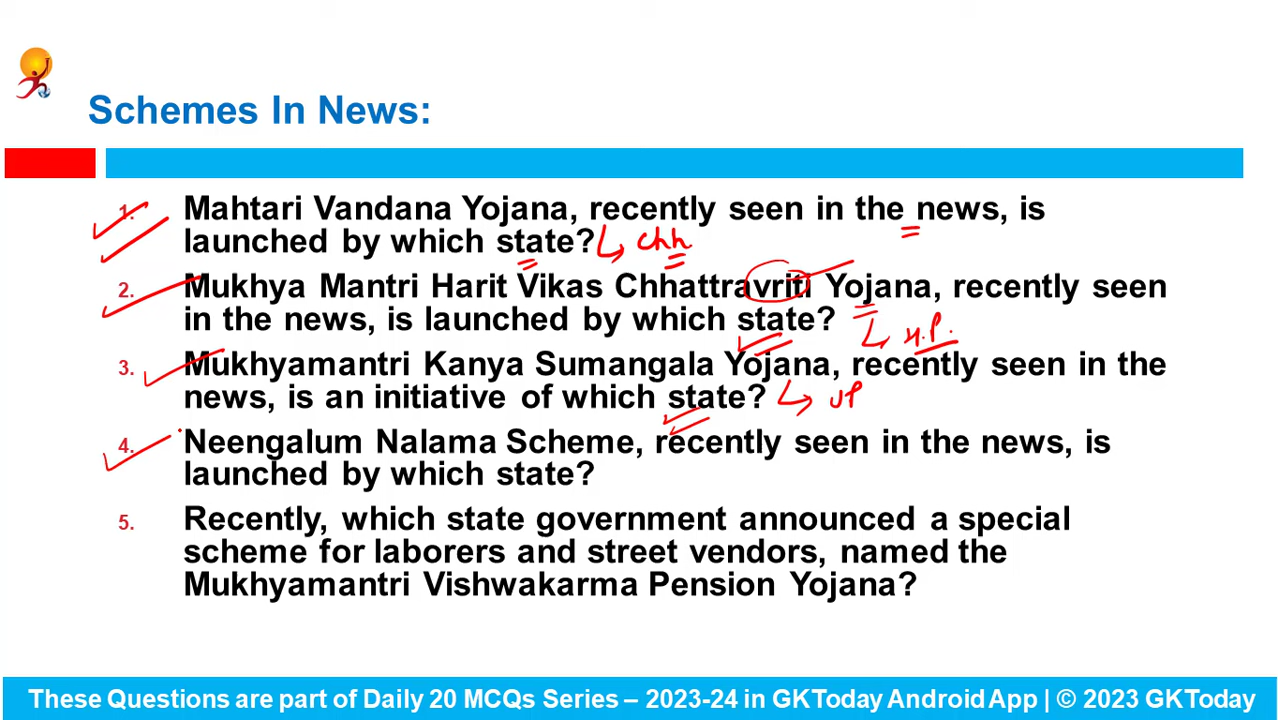 Schemes In News:
1. Mahtari Vandana Yojana, recently seen in the news, is
launched by which state? Chh
2. Mukhya Mantri Harit Vikas Chhattravriti Yojana, recently seen
in the news, is launched by which state? H.P.
3. Mukhyamantri Kanya Sumangala Yojana, recently seen in the
news, is an initiative of which state? UP
4. Neengalum Nalama Scheme, recently seen in the news, is
launched by which state?
5. Recently, which state government announced a special
scheme for laborers and street vendors, named the
Mukhyamantri Vishwakarma Pension Yojana?
These Questions are part of Daily 20 MCQs Series – 2023-24 in GKToday Android App | © 2023 GKToday